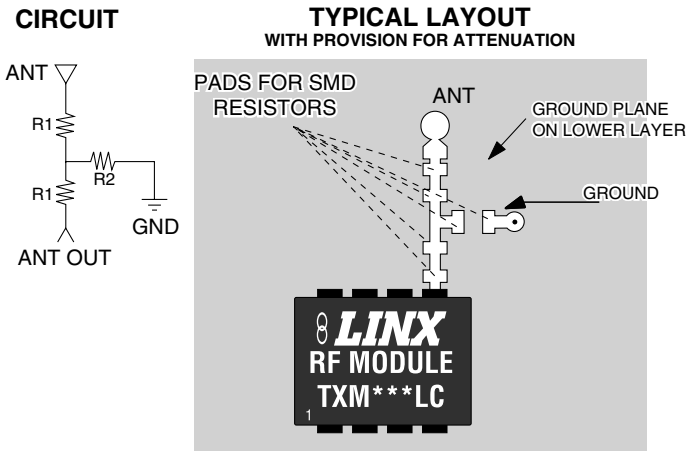 CIRCUIT
ANT
R1
R2
R1
GND
ANT OUT
TYPICAL LAYOUT
WITH PROVISION FOR ATTENUATION
PADS FOR SMD
RESISTORS
ANT
GROUND PLANE
ON LOWER LAYER
GROUND
LINX
RF MODULE
TXM***LC
1